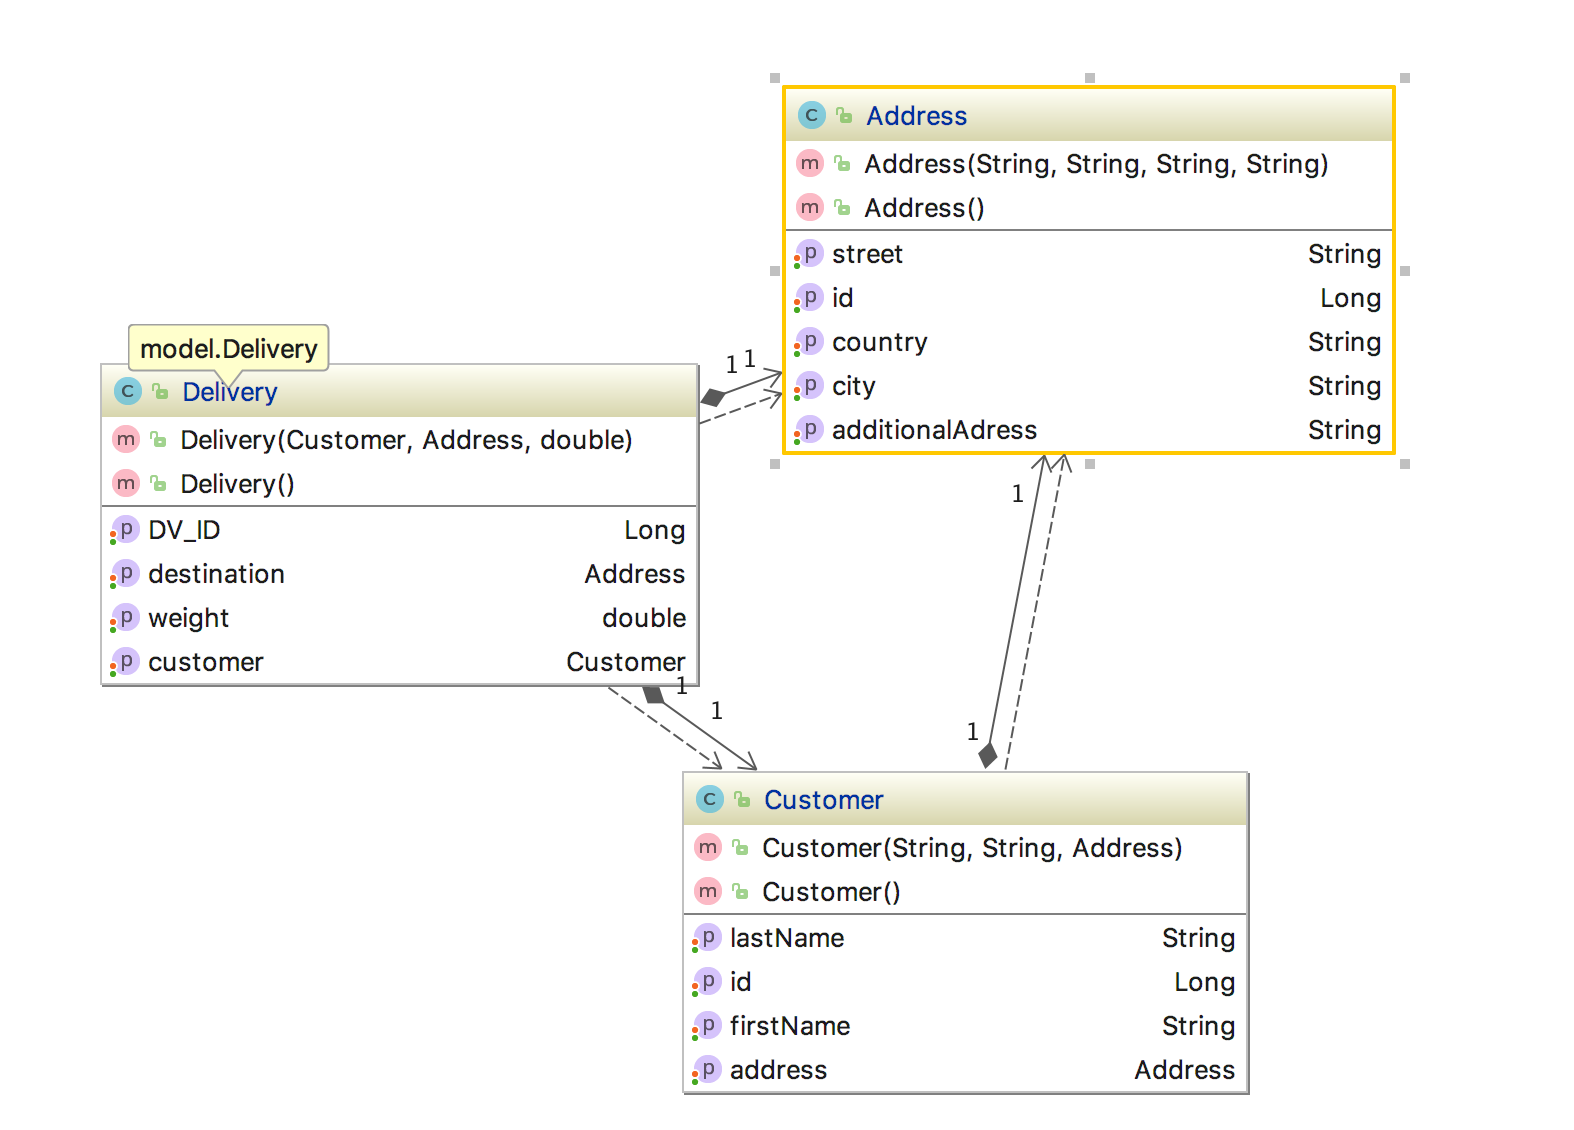 C Address
m Address(String, String, String, String)
m Address()
p street String
p id Long
p country String
p city String
p additionalAdress String
model.Delivery
C Delivery
m Delivery(Customer, Address, double)
m Delivery()
p DV_ID Long
p destination Address
p weight double
p customer Customer
1 1
1
1
1
1
C Customer
m Customer(String, String, Address)
m Customer()
p lastName String
p id Long
p firstName String
p address Address